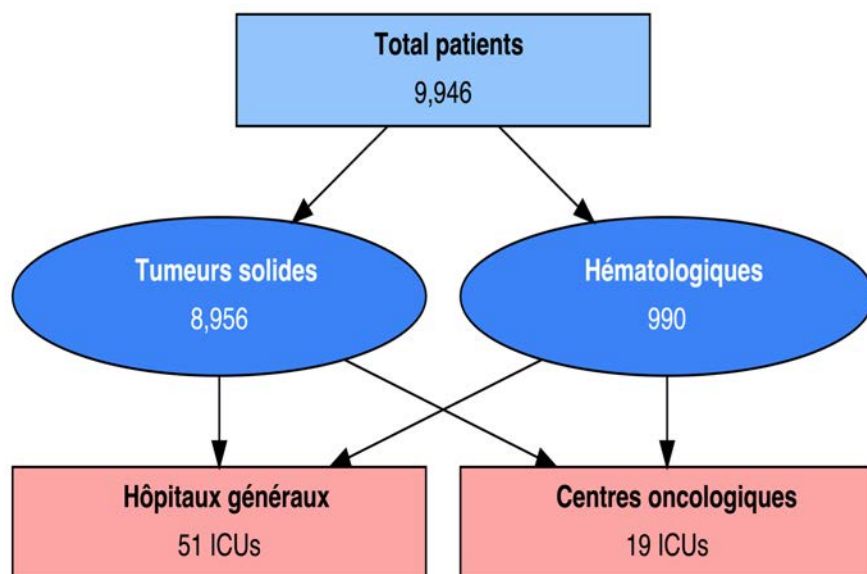 Total patients
9,946
Tumeurs solides
8,956
Hématologiques
990
Hôpitaux généraux
51 ICUs
Centres oncologiques
19 ICUs